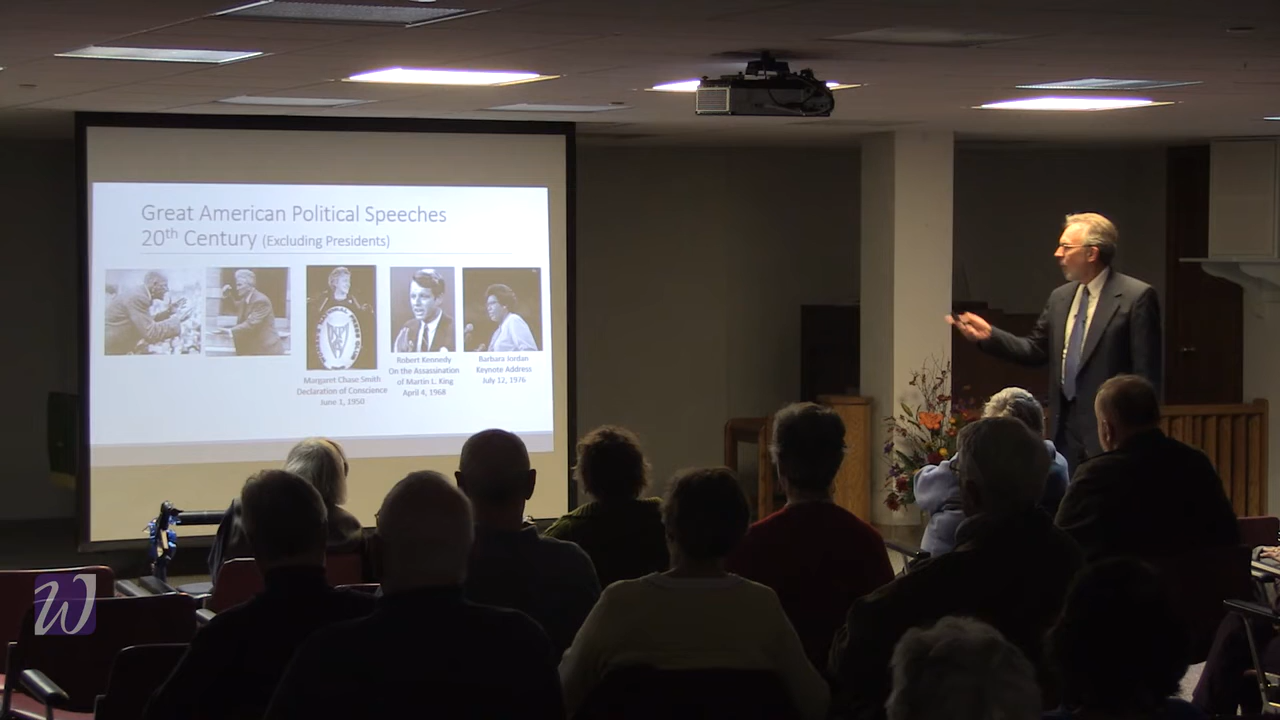 Great American Political Speeches
20th Century (Excluding Presidents)
Margaret Chase Smith
Declaration of Conscience
June 1, 1950
Robert Kennedy
On the Assassination
of Martin L. King
April 4, 1968
Barbara Jordan
Keynote Address
July 12, 1976
W